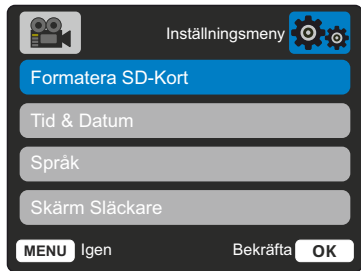 Inställningsmeny
Formatera SD-Kort
Tid & Datum
Språk
Skärm Släckare
MENU Igen Bekräfta OK